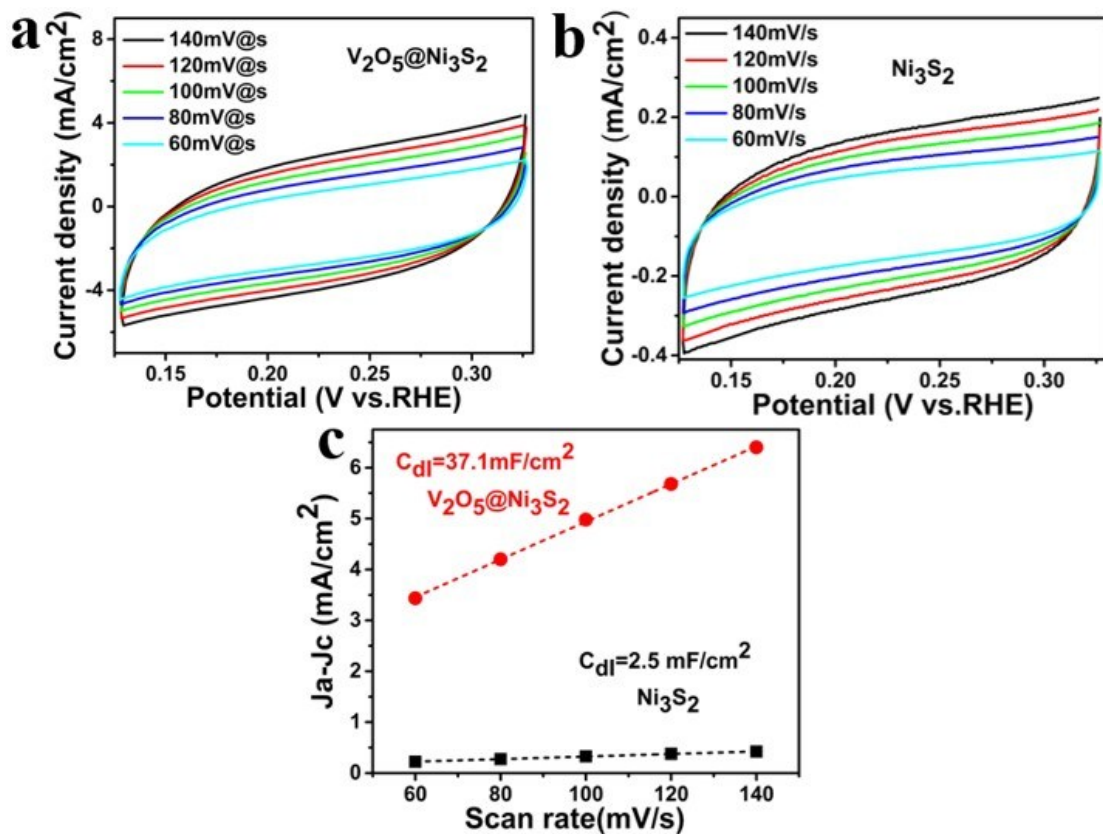 a
140mV@s
120mV@s
100mV@s
80mV@s
60mV@s
V2O5@Ni3S2
8
4
0
-4
Current density (mA/cm2)
0.15 0.20 0.25 0.30
Potential (V vs.RHE)
b
140mV/s
120mV/s
100mV/s
80mV/s
60mV/s
Ni3S2
0.4
0.2
0.0
-0.2
-0.4
Current density (mA/cm2)
0.15 0.20 0.25 0.30
Potential (V vs.RHE)
c
Cdl=37.1mF/cm2
V2O5@Ni3S2
Cdl=2.5 mF/cm2
Ni3S2
6
5
4
3
2
1
0
Ja-Jc (mA/cm2)
60 80 100 120 140
Scan rate(mV/s)